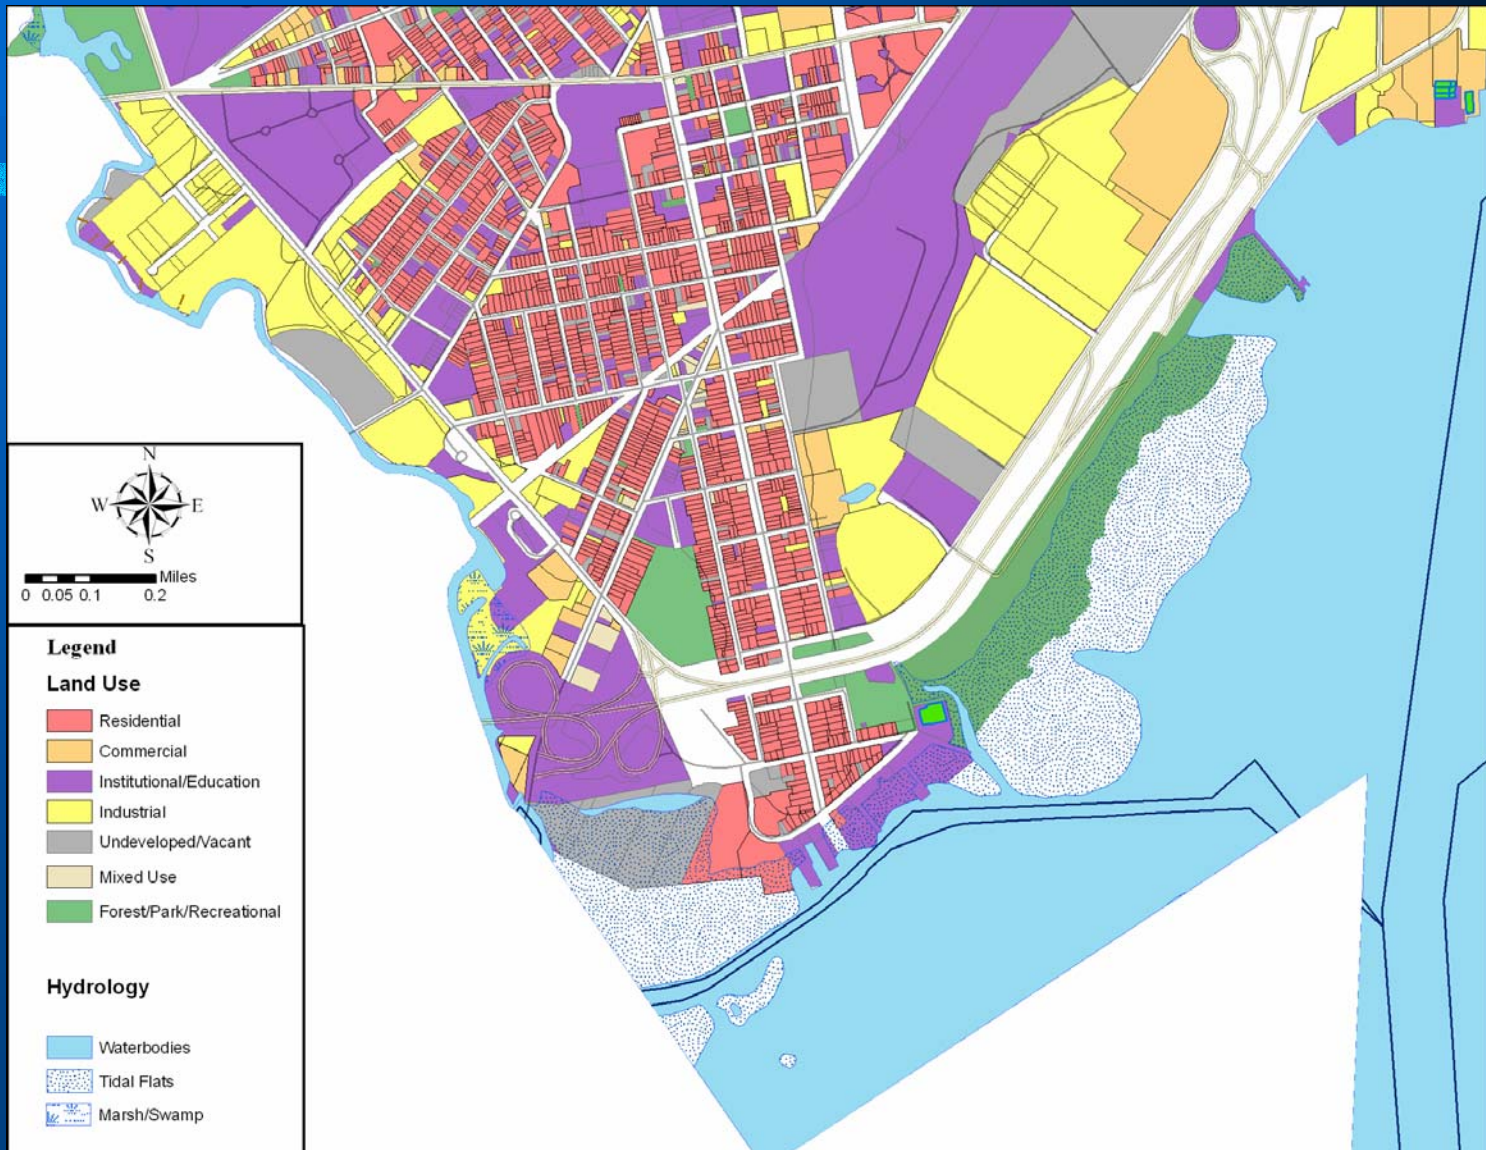 N
W E
S
Miles
0 0.05 0.1 0.2
Legend
Land Use
Residential
Commercial
Institutional/Education
Industrial
Undeveloped/Vacant
Mixed Use
Forest/Park/Recreational
Hydrology
Waterbodies
Tidal Flats
Marsh/Swamp